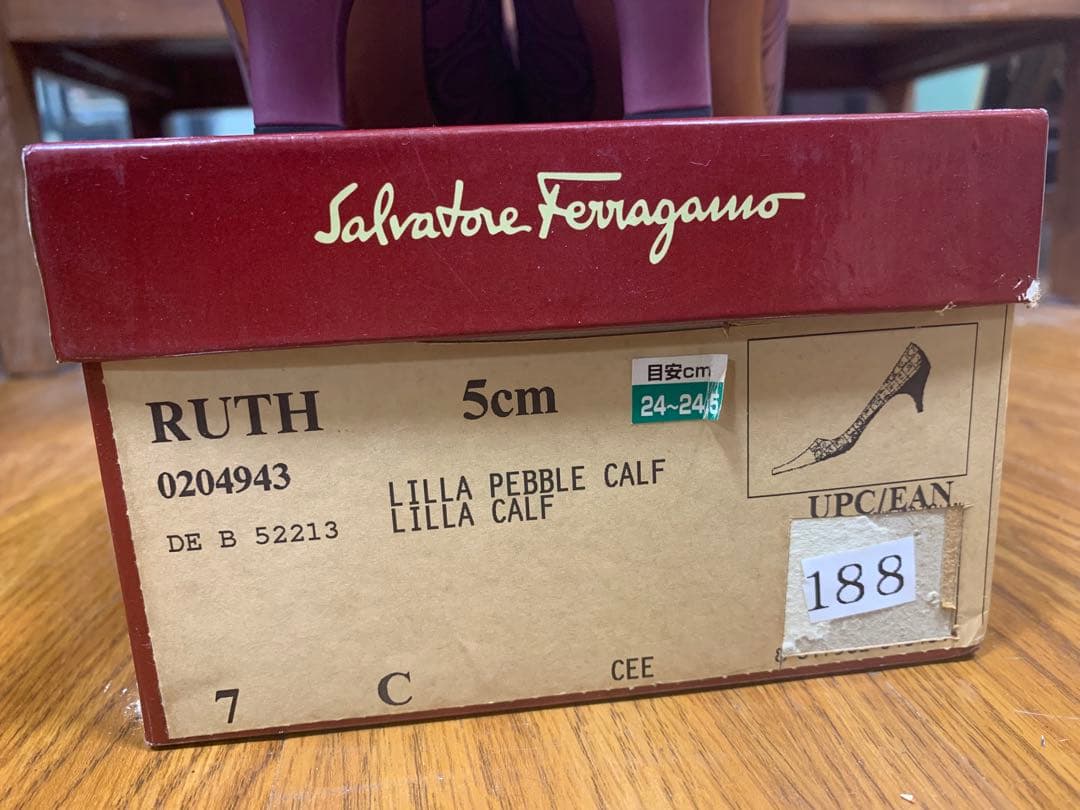 Salvatore Ferragamo
RUTH 5cm
目安cm
24~24.5
0204943
LILLA PEBBLE CALF
LILLA CALF
DE B 52213
UPC/EAN
188
7 C CEE